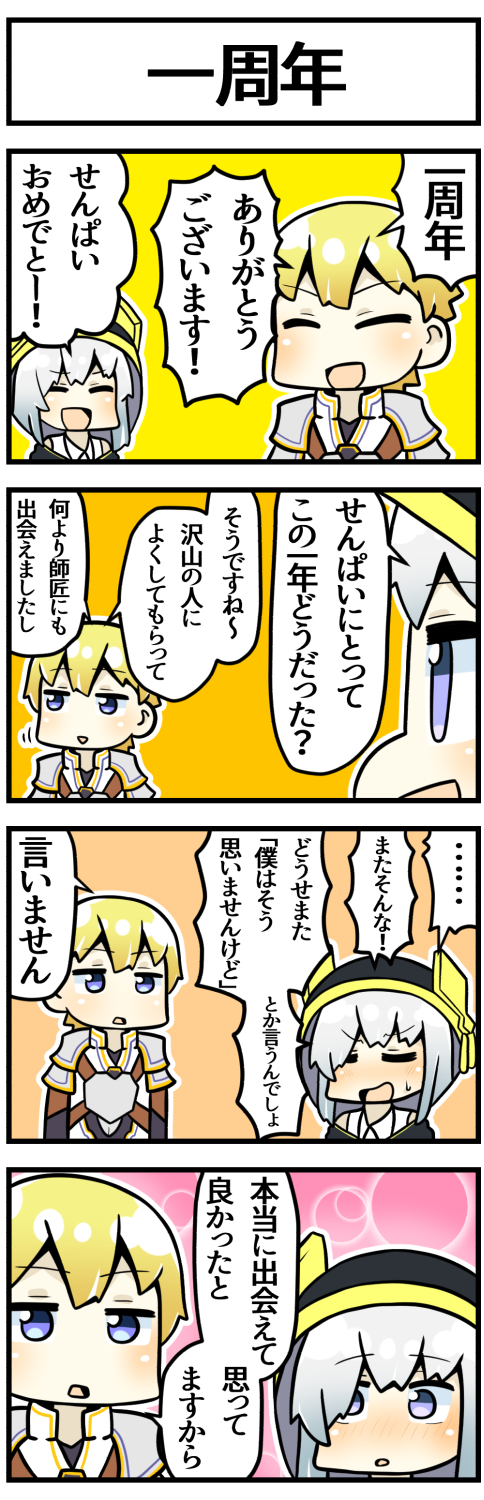 一周年
一周年
ありがとう
ございます！
せんぱい
おめでとー！
せんぱいにとって
この一年どうだった？
そうですね～
沢山の人に
よくしてもらって
何より師匠にも
出会えましたし
……
またそんな！
どうせまた
「僕はそう
思いませんけど」
とか言うんでしょ
言いません
本当に出会えて
良かったと
思って
ますから